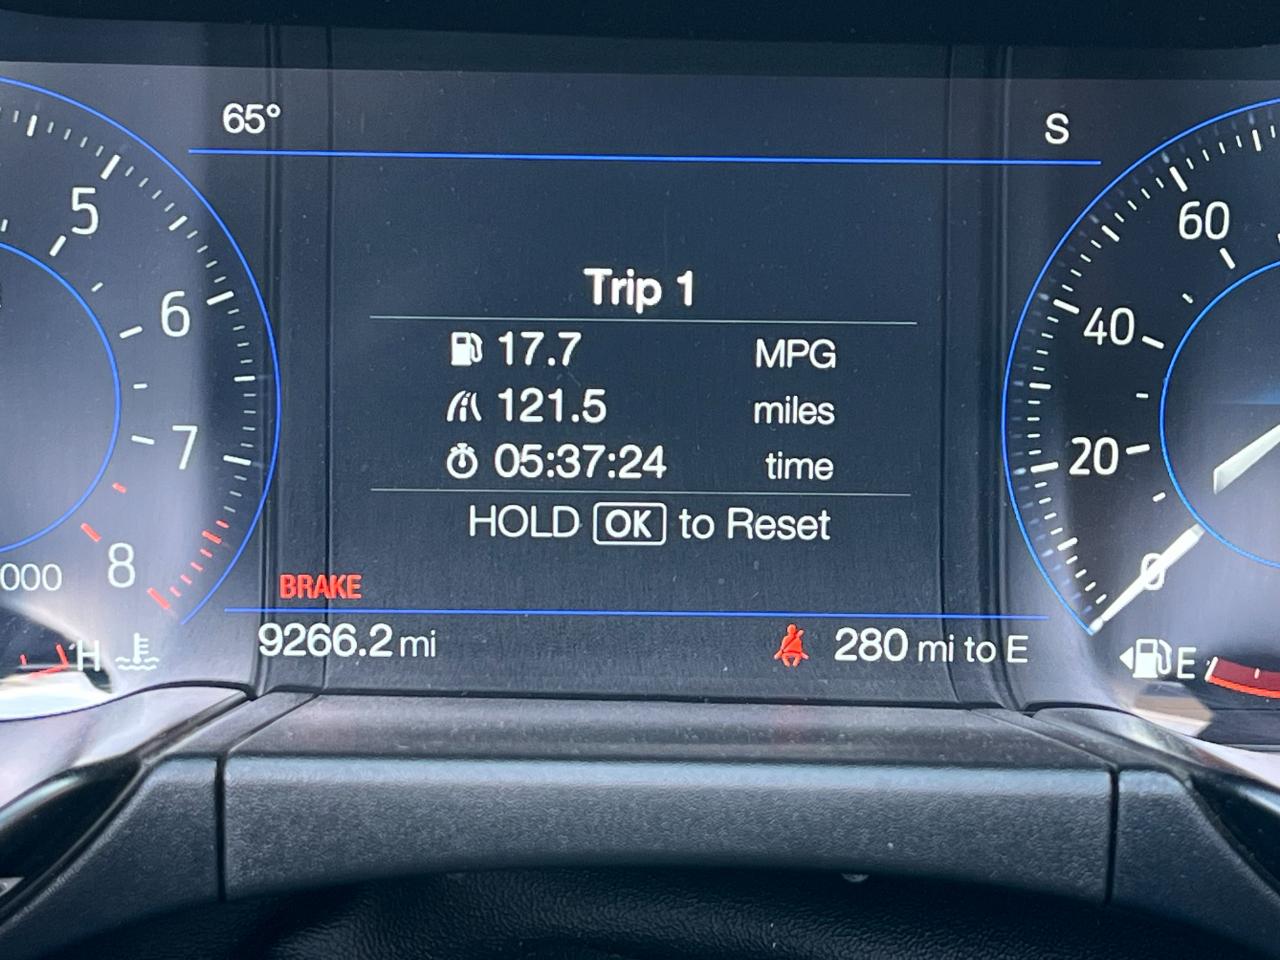 65°
S
5
6
7
8
000
H
Trip 1
17.7 MPG
121.5 miles
05:37:24 time
HOLD OK to Reset
BRAKE
9266.2 mi
280 mi to E
60
40
20
0
E